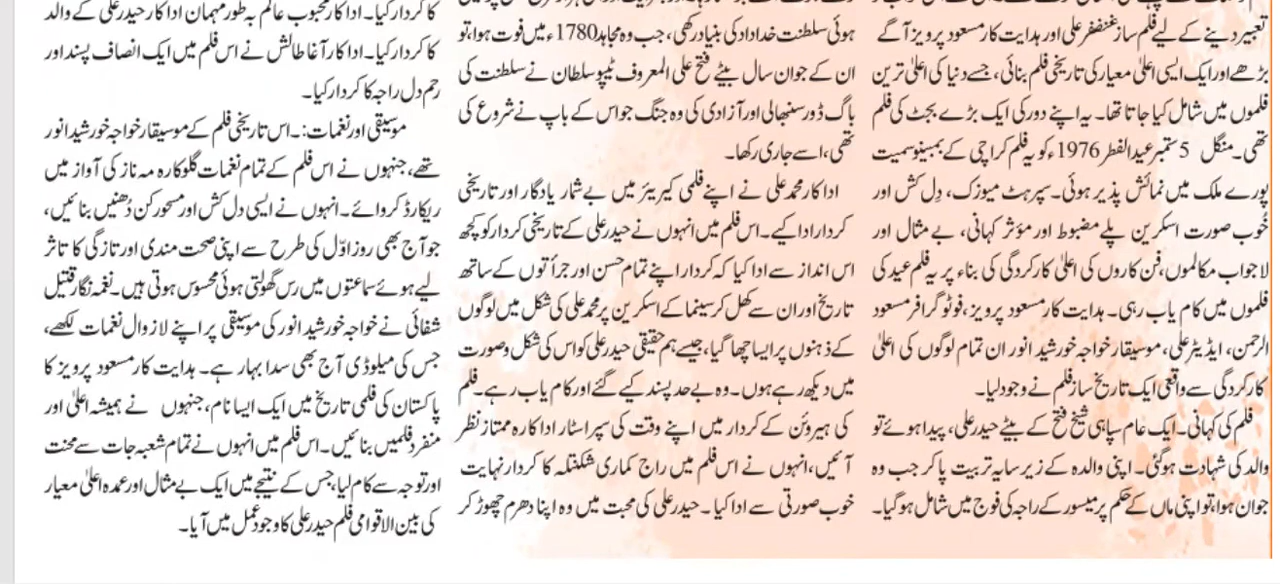 تعبیر دینے کے لیے فلم ساز غضنفر علی اور ہدایت کار مسعود پرویز آگے
بڑھے اور ایک ایسی اعلیٰ معیار کی تاریخی فلم بنائی، جسے دنیا کی اعلیٰ ترین
فلموں میں شامل کیا جاتا تھا۔ یہ اپنے دور کی ایک بڑے بجٹ کی فلم
تھی۔ منگل 5 ستمبر عیدالفطر 1976ء کو یہ فلم کراچی کے بمبینو سمیت
پورے ملک میں نمائش پذیر ہوئی۔ سپرہٹ میوزک، دِل کش اور
خُوب صورت اسکرین پلے مضبوط اور مؤثر کہانی، بے مثال اور
لاجواب مکالموں، فن کاروں کی اعلیٰ کارکردگی کی بناء پر یہ فلم عید کی
فلموں میں کام یاب رہی۔ ہدایت کار مسعود پرویز، فوٹو گرافر مسعود
الرحمن، ایڈیٹر علی، موسیقار خواجہ خورشید انور ان تمام لوگوں کی اعلیٰ
کارکردگی سے واقعی ایک تاریخ ساز فلم نے وجود لیا۔
فلم کی کہانی۔ ایک عام سپاہی شیخ فتح کے بیٹے حیدر علی، پیدا ہوئے تو
والد کی شہادت ہوگئی۔ اپنی والدہ کے زیر سایہ تربیت پا کر جب وہ
جوان ہوا، تو اپنی ماں کے حکم پر میسور کے راجہ کی فوج میں شامل ہو گیا۔
ہوئی سلطنت خداداد کی بنیاد رکھی، جب وہ مجاہد 1780ء میں فوت ہوا، تو
ان کے جوان سال بیٹے فتح علی المعروف ٹیپو سلطان نے سلطنت کی
باگ ڈور سنبھالی اور آزادی کی وہ جنگ جو اس کے باپ نے شروع کی
تھی، اسے جاری رکھا۔
اداکار محمد علی نے اپنے فلمی کیریئر میں بے شمار یادگار اور تاریخی
کردار ادا کیے۔ اس فلم میں انہوں نے حیدر علی کے تاریخی کردار کو کچھ
اس انداز سے ادا کیا کہ کردار اپنے تمام حسن اور جرأتوں کے ساتھ
تاریخ اور ان سے کھل کر سینما کے اسکرین پر محمد علی کی شکل میں لوگوں
کے ذہنوں پر ایسا چھا گیا، جیسے ہم حقیقی حیدر علی کو اس کی شکل و صورت
میں دیکھ رہے ہوں۔ وہ بے حد پسند کیے گئے اور کام یاب رہے۔ فلم
کی ہیروئن کے کردار میں اپنے وقت کی سپر اسٹار اداکارہ ممتاز نظر
آئیں، انہوں نے اس فلم میں راج کماری شکنتلہ کا کردار نہایت
خوب صورتی سے ادا کیا۔ حیدر علی کی محبت میں وہ اپنا دھرم چھوڑ کر
کا کردار کیا۔ اداکار محبوب عالم بہ طور مہمان اداکار حیدر علی کے والد
کا کردار کیا۔ اداکار آغا طالش نے اس فلم میں ایک انصاف پسند اور
رحم دل راجہ کا کردار کیا۔
موسیقی اور نغمات:۔ اس تاریخی فلم کے موسیقار خواجہ خورشید انور
تھے، جنہوں نے اس فلم کے تمام نغمات گلوکارہ مہ ناز کی آواز میں
ریکارڈ کروائے۔ انہوں نے ایسی دل کش اور مسحور کن دُھنیں بنائیں،
جو آج بھی روز اوّل کی طرح سے اپنی صحت مندی اور تازگی کا تاثر
لیے ہوئے سماعتوں میں رس گھولتی ہوئی محسوس ہوتی ہیں۔ نغمہ نگار قتیل
شفائی نے خواجہ خورشید انور کی موسیقی پر اپنے لازوال نغمات لکھے،
جس کی میلوڈی آج بھی سدا بہار ہے۔ ہدایت کار مسعود پرویز کا
پاکستان کی فلمی تاریخ میں ایک ایسا نام، جنہوں نے ہمیشہ اعلیٰ اور
منفرد فلمیں بنائیں۔ اس فلم میں انہوں نے تمام شعبہ جات سے محنت
اور توجہ سے کام لیا، جس کے نتیجے میں ایک بے مثال اور عمدہ اعلیٰ معیار
کی بین الاقوامی فلم حیدر علی کا وجود عمل میں آیا۔